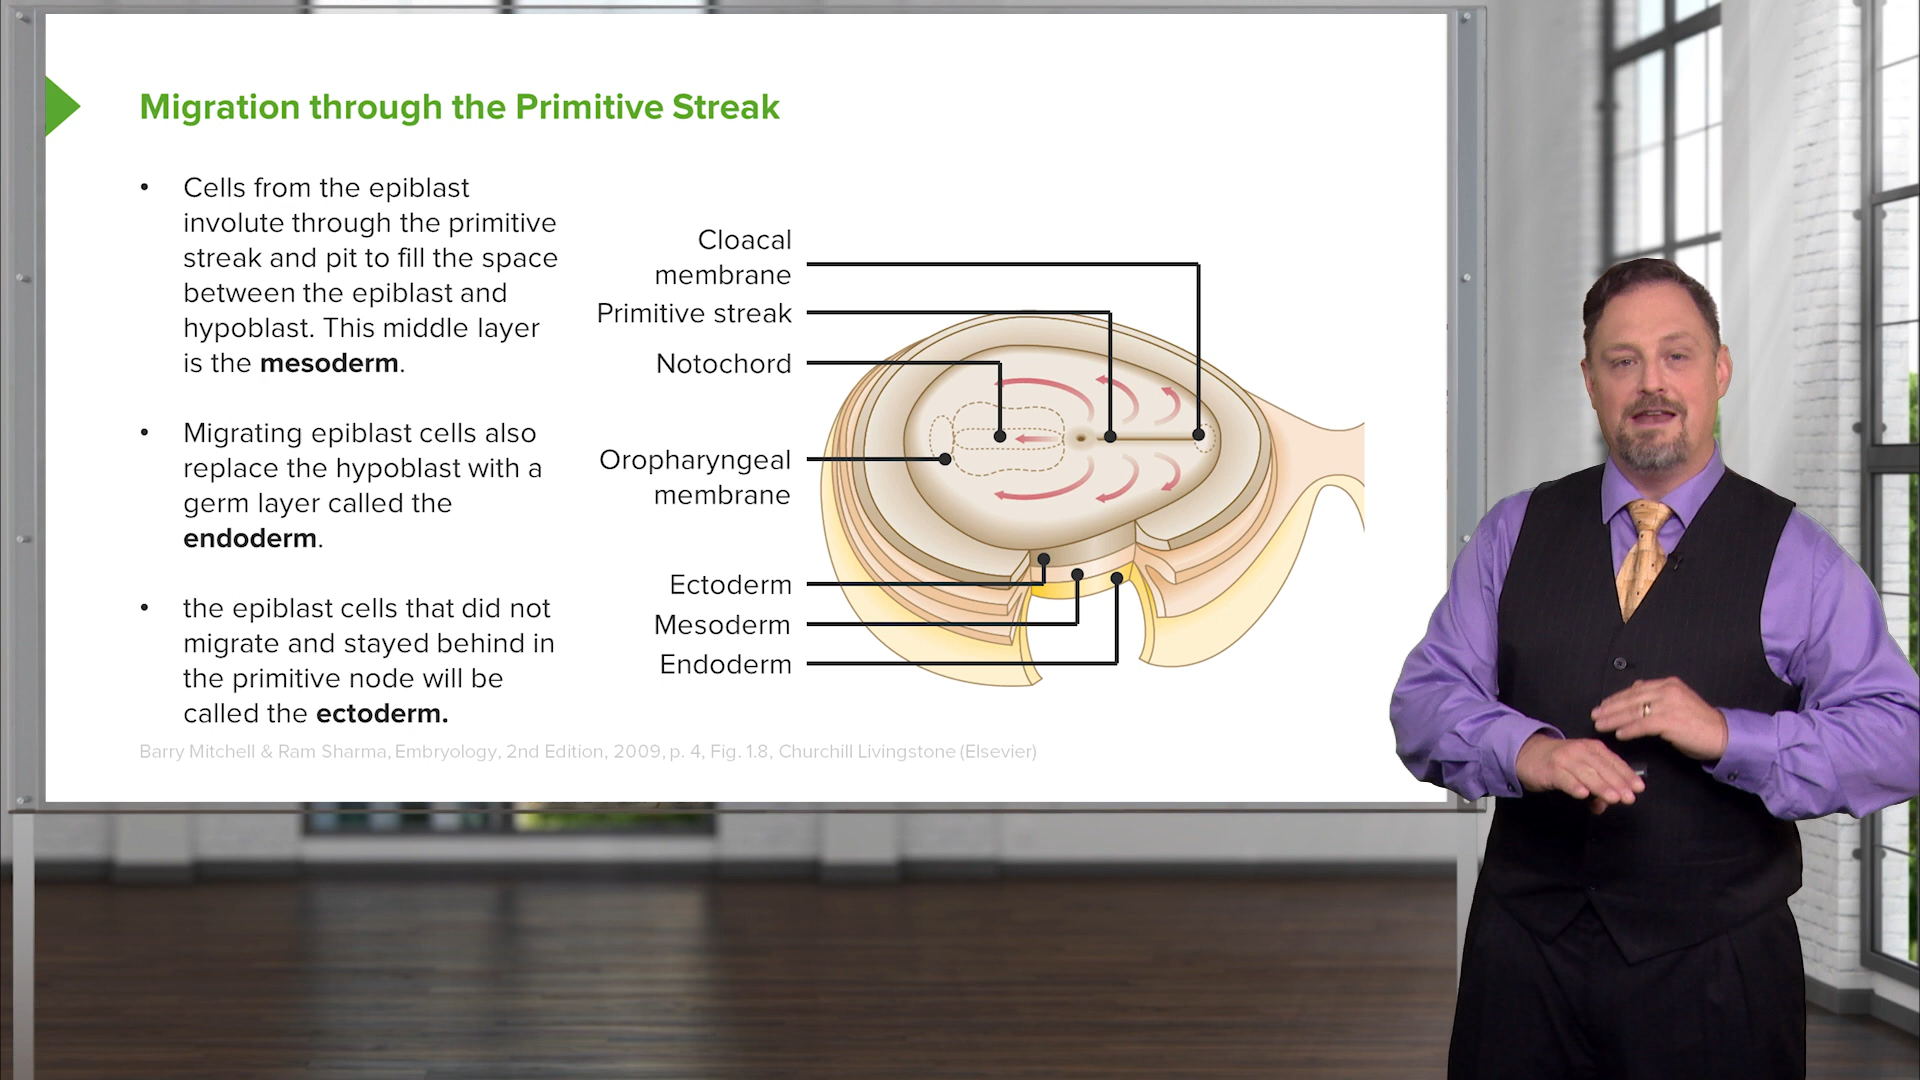 Migration through the Primitive Streak
• Cells from the epiblast
involute through the primitive
streak and pit to fill the space
between the epiblast and
hypoblast. This middle layer
is the mesoderm.
• Migrating epiblast cells also
replace the hypoblast with a
germ layer called the
endoderm.
• the epiblast cells that did not
migrate and stayed behind in
the primitive node will be
called the ectoderm.
Cloacal
membrane
Primitive streak
Notochord
Oropharyngeal
membrane
Ectoderm
Mesoderm
Endoderm
Barry Mitchell & Ram Sharma, Embryology, 2nd Edition, 2009, p. 4, Fig. 1.8, Churchill Livingstone (Elsevier)